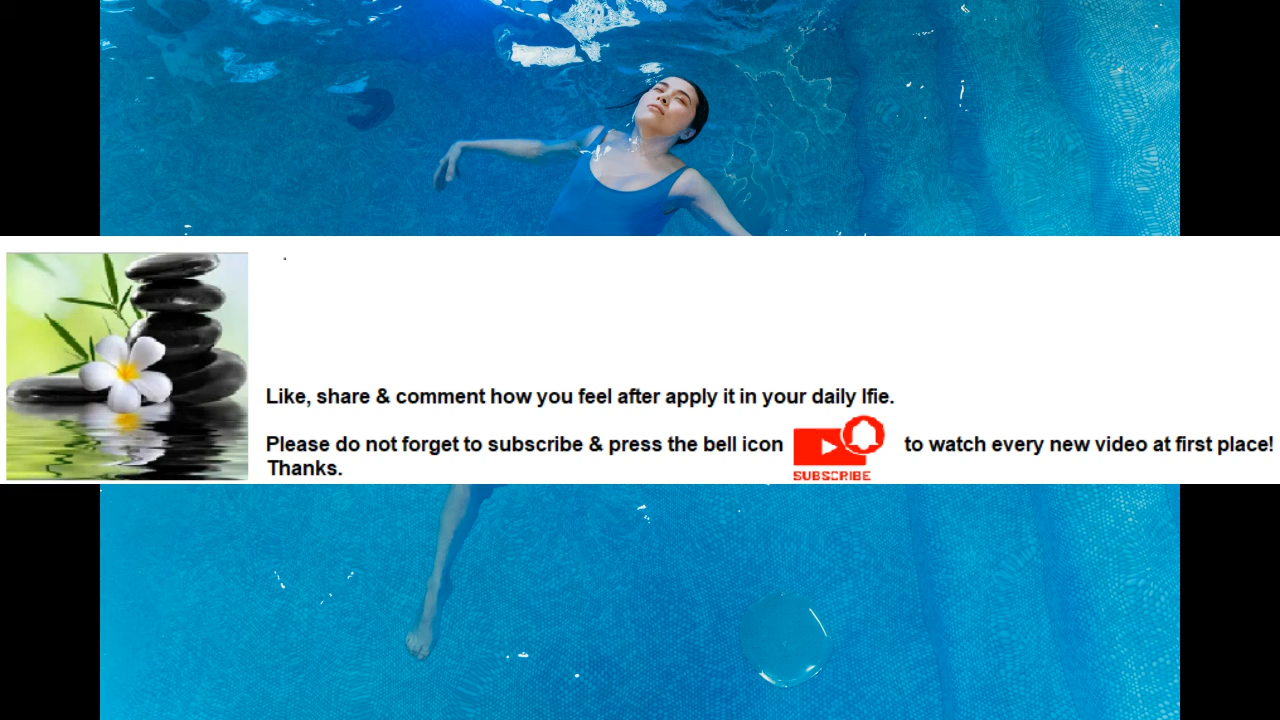 Like, share & comment how you feel after apply it in your daily lfie.
Please do not forget to subscribe & press the bell icon SUBSCRIBE to watch every new video at first place!
Thanks.